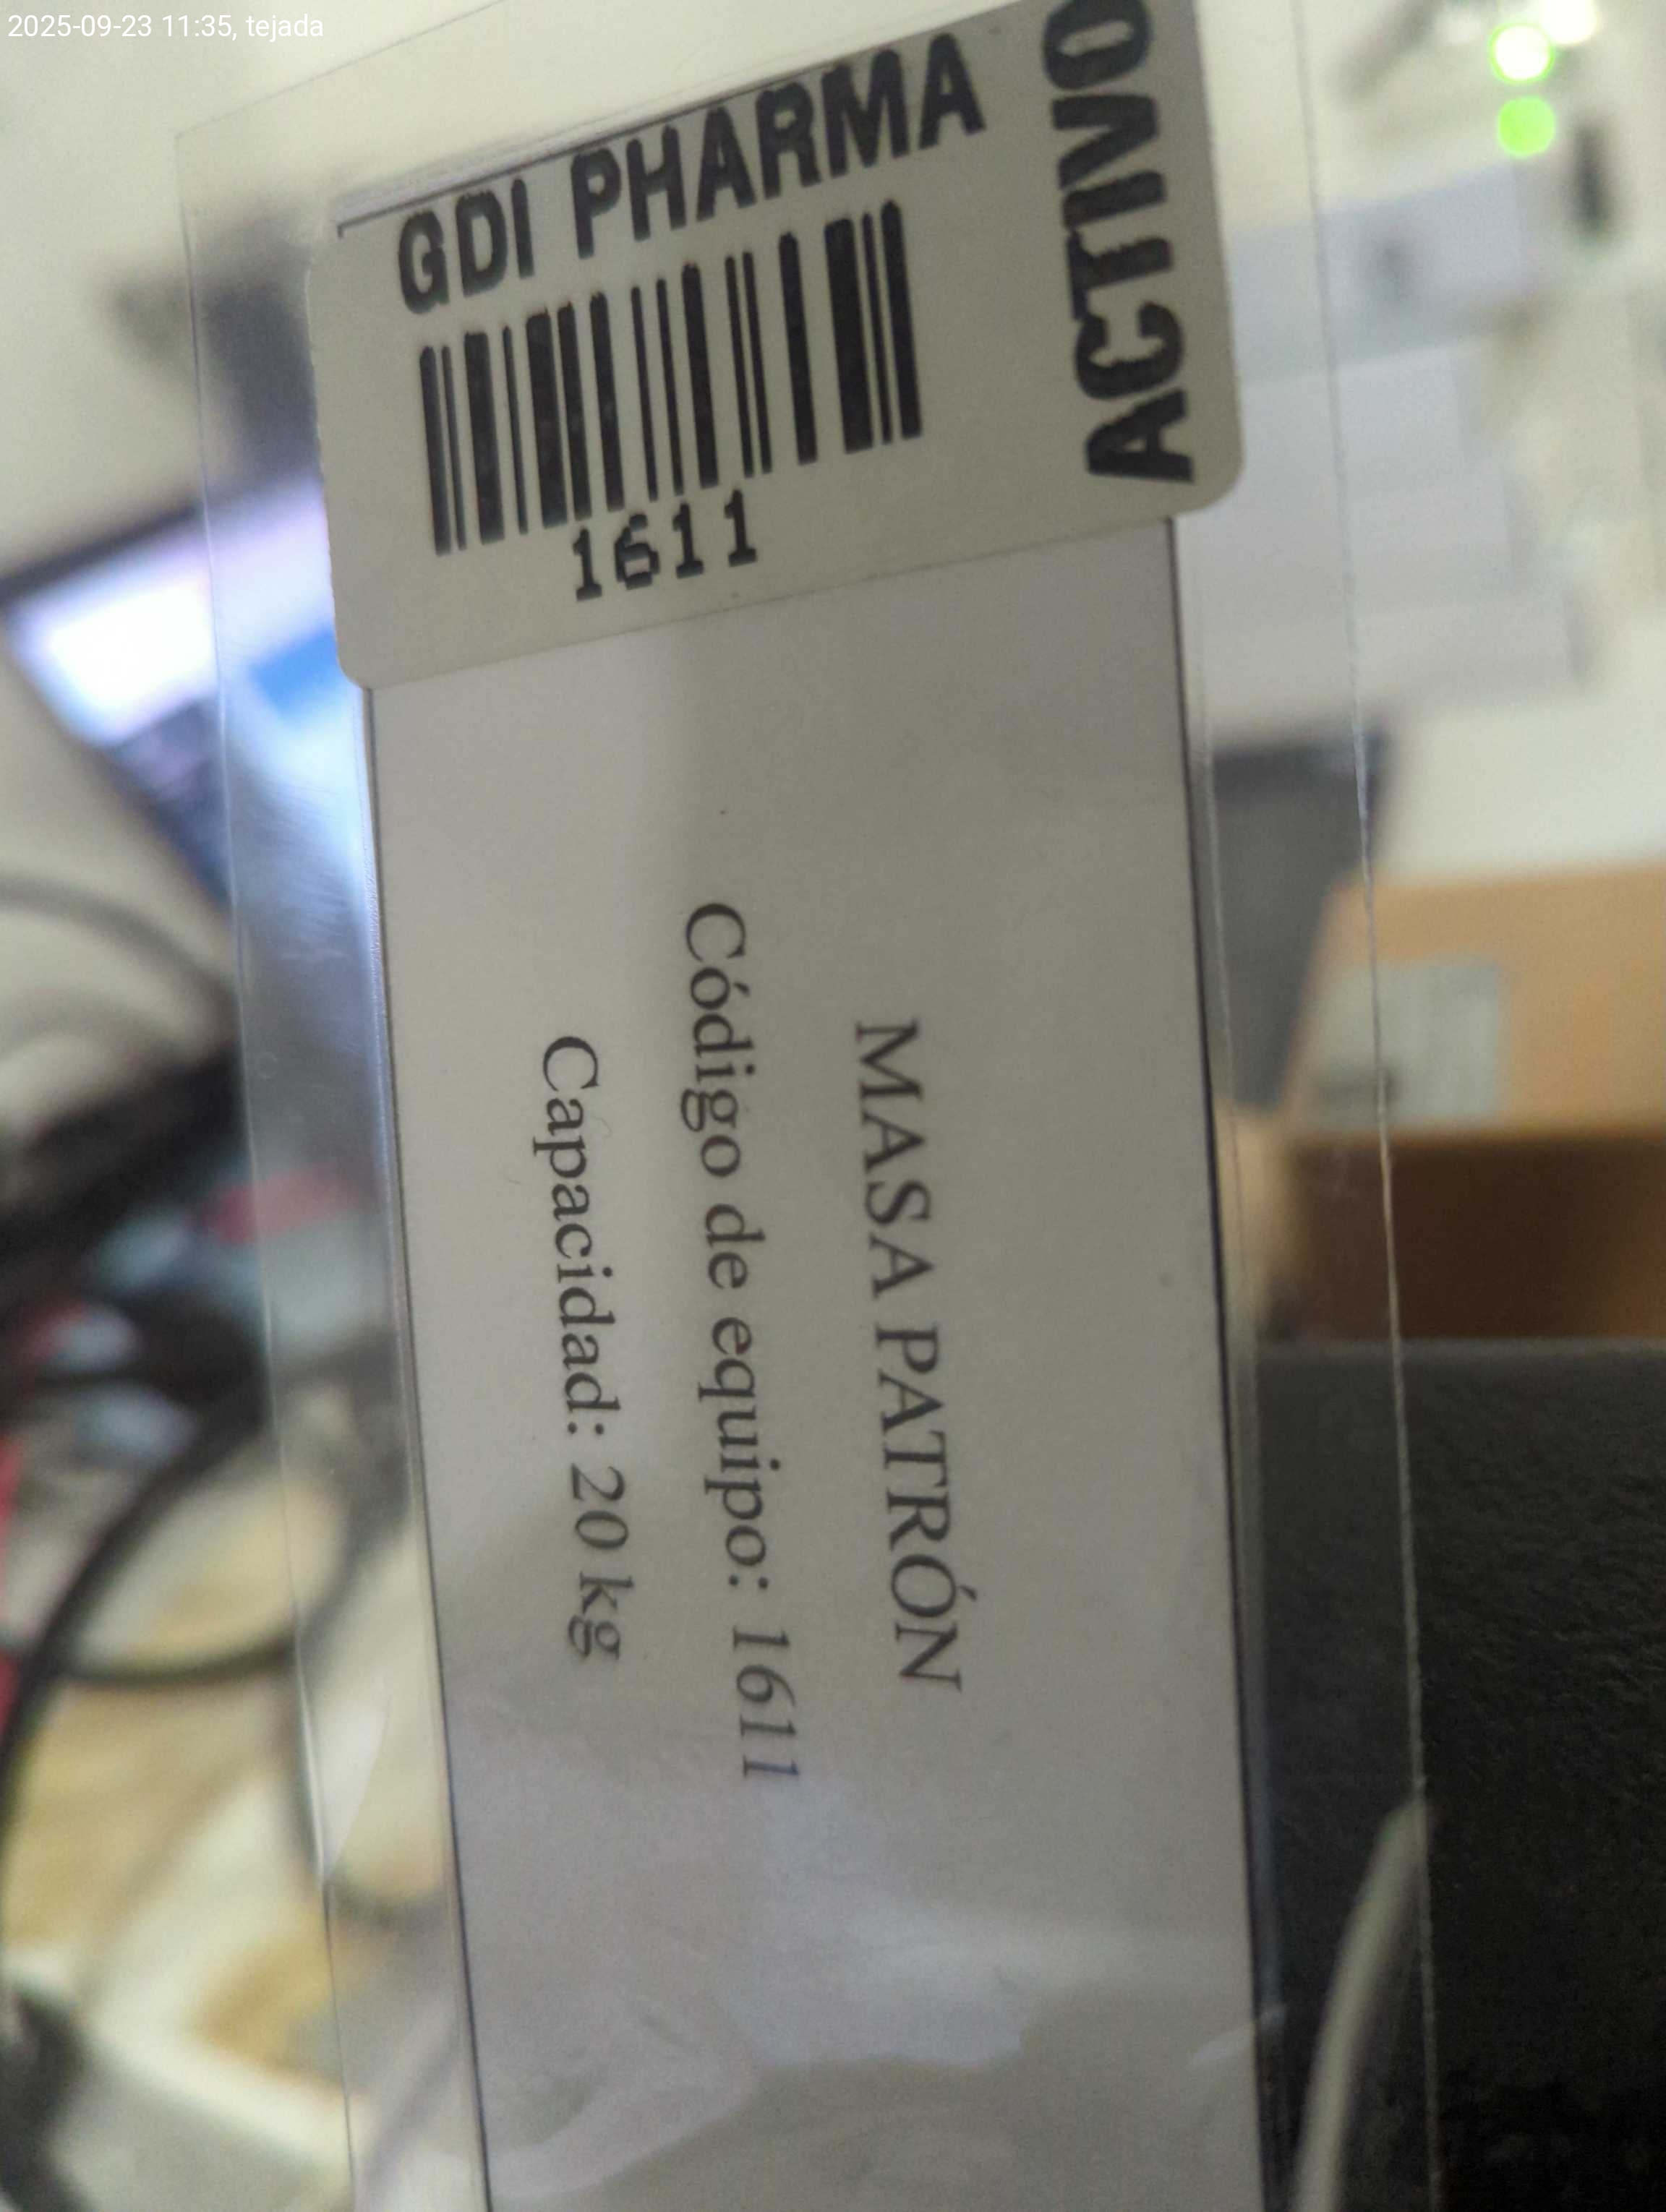 2025-09-23 11:35, tejada
GDI PHARMA
1611
ACTIVO
MASA PATRÓN
Código de equipo: 1611
Capacidad: 20 kg